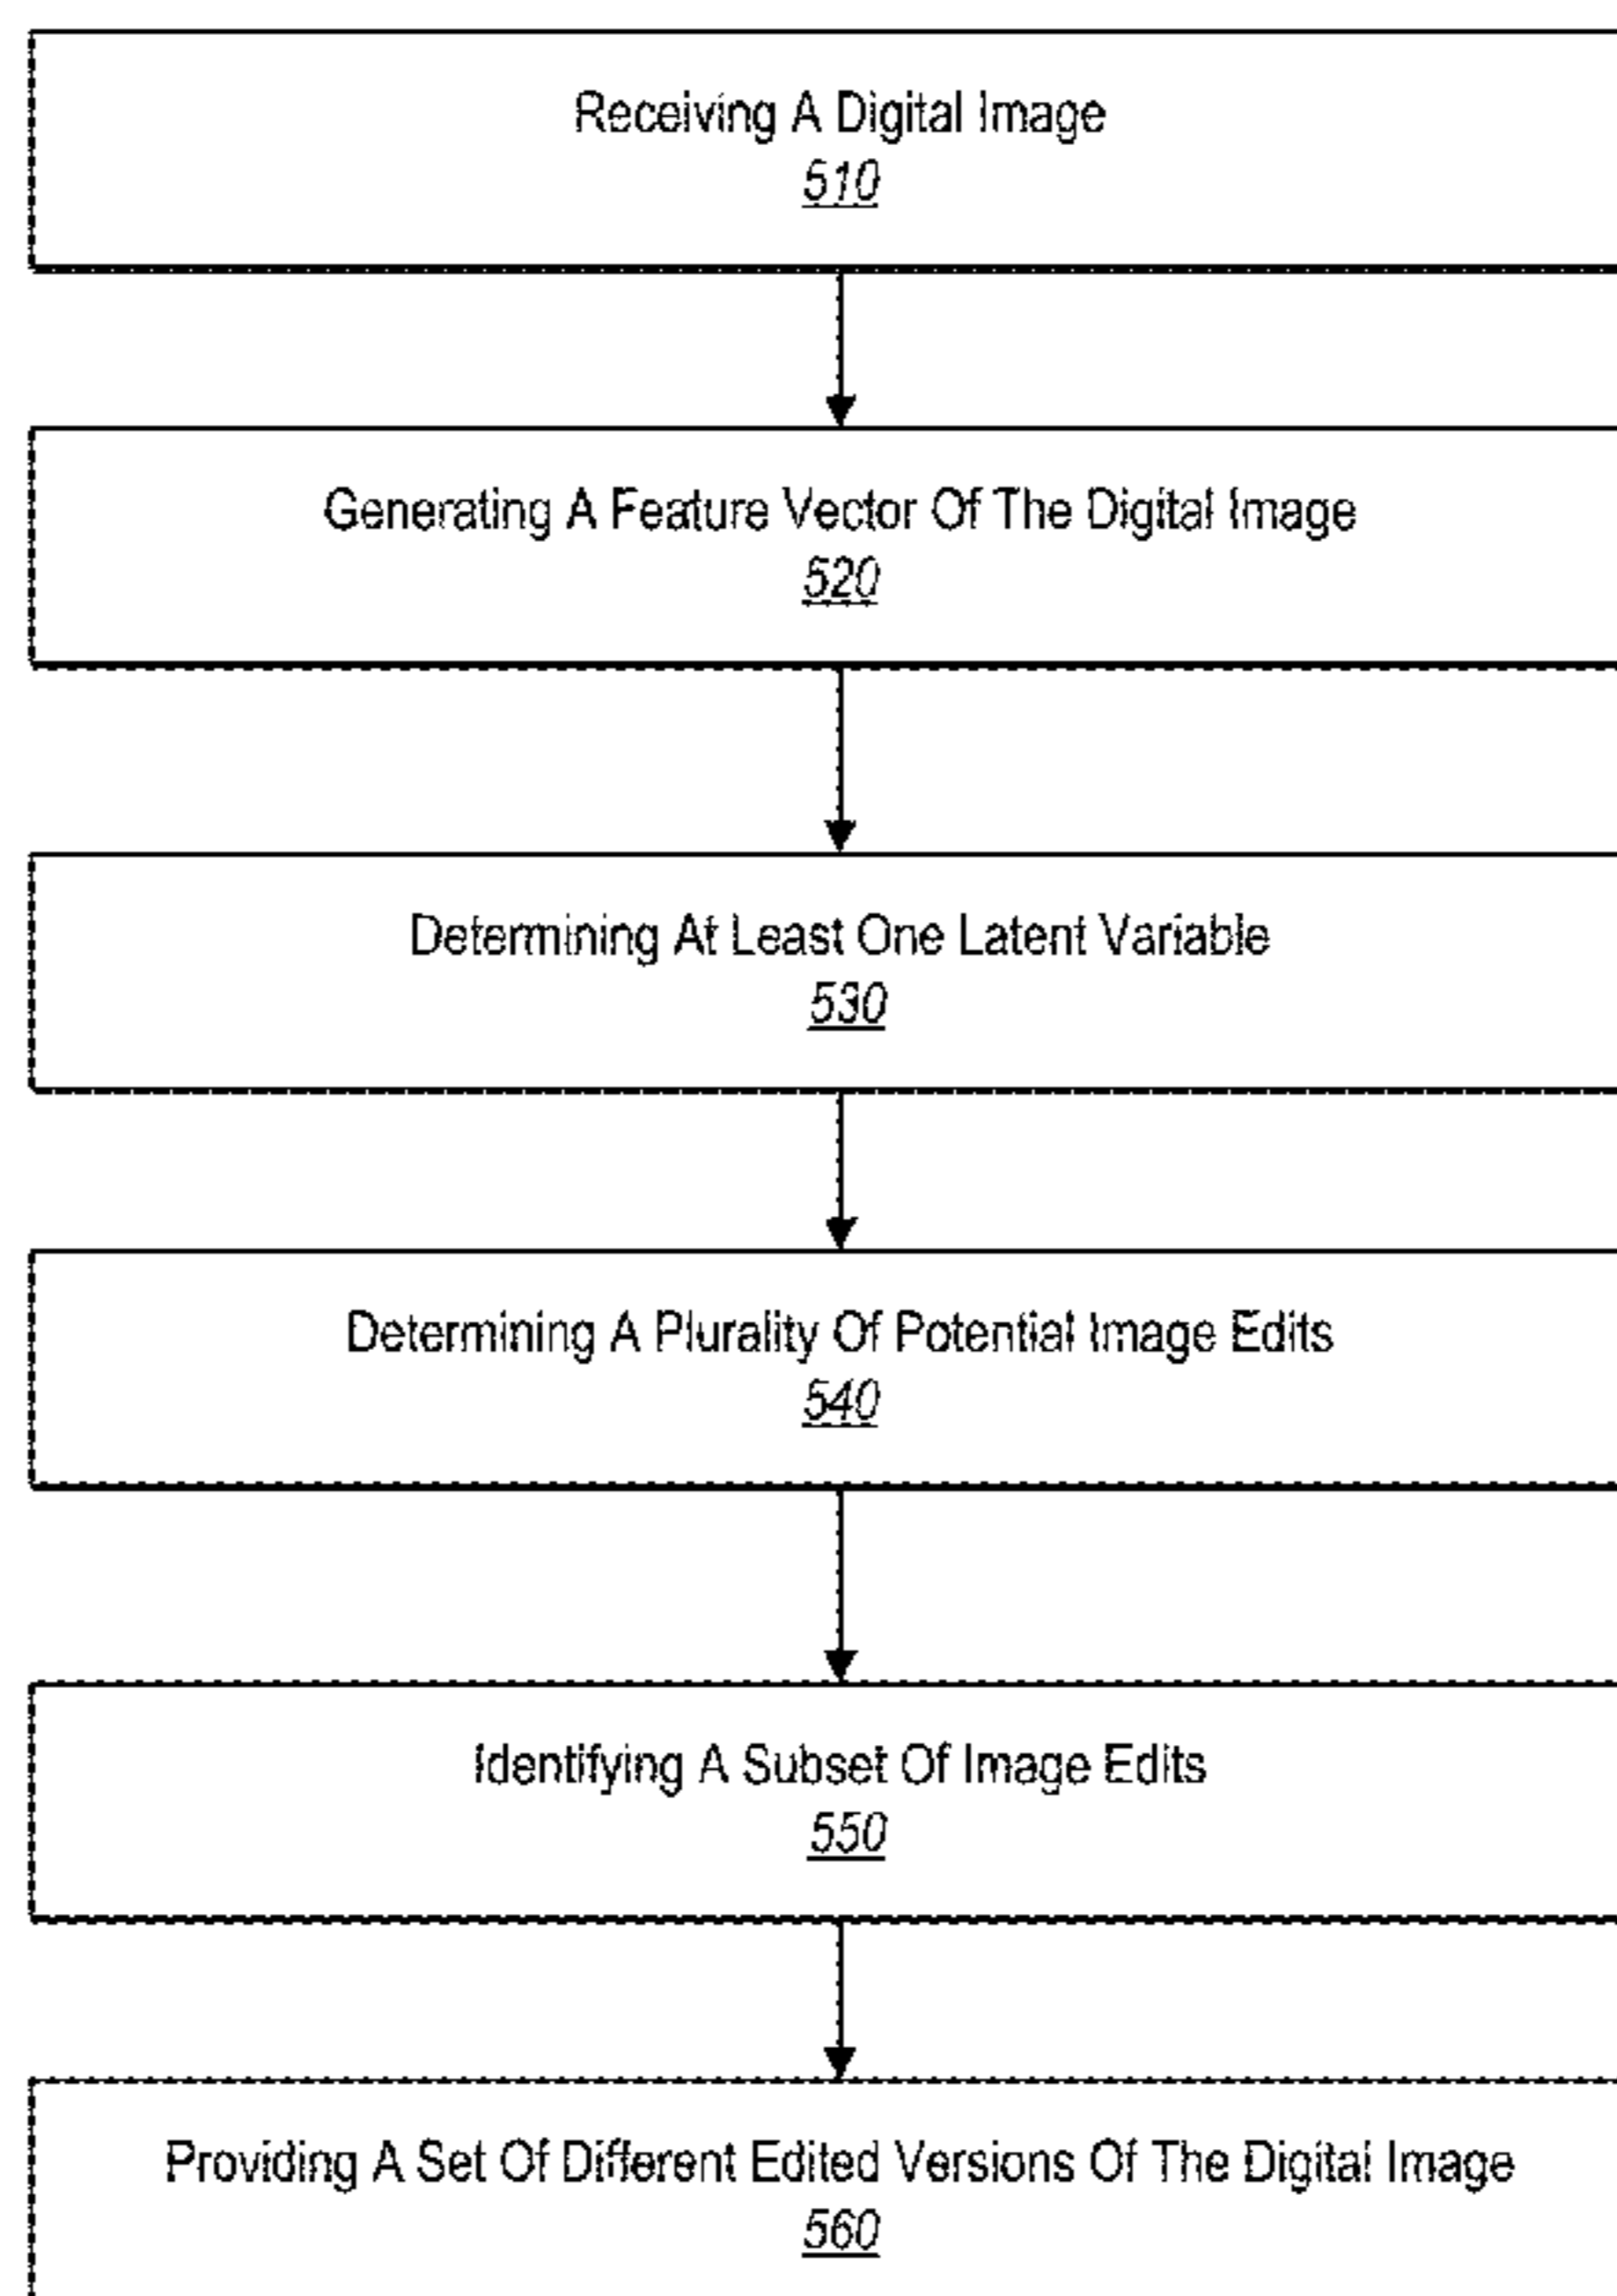 Receiving A Digital Image
510
Generating A Feature Vector Of The Digital Image
520
Determining At Least One Latent Variable
530
Determining A Plurality Of Potential Image Edits
540
Identifying A Subset Of Image Edits
550
Providing A Set Of Different Edited Versions Of The Digital Image
560